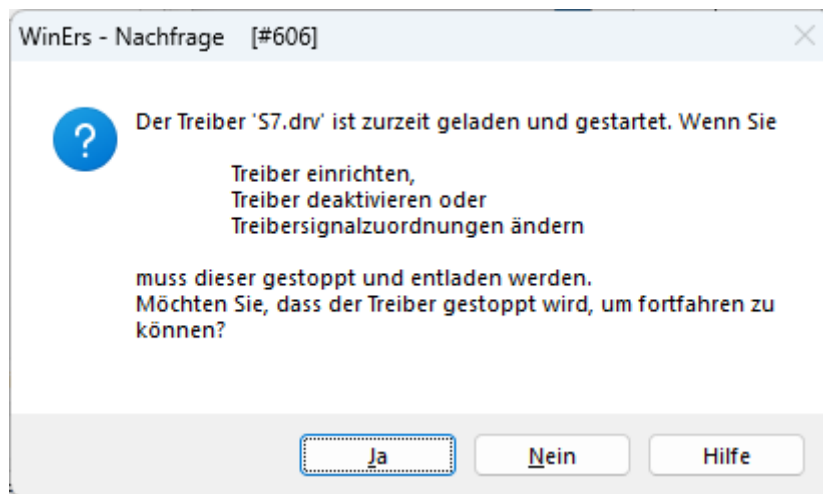 WinErs - Nachfrage [#606]
Der Treiber 'S7.drv' ist zurzeit geladen und gestartet. Wenn Sie
Treiber einrichten,
Treiber deaktivieren oder
Treibersignalzuordnungen ändern
muss dieser gestoppt und entladen werden.
Möchten Sie, dass der Treiber gestoppt wird, um fortfahren zu
können?
Ja
Nein
Hilfe